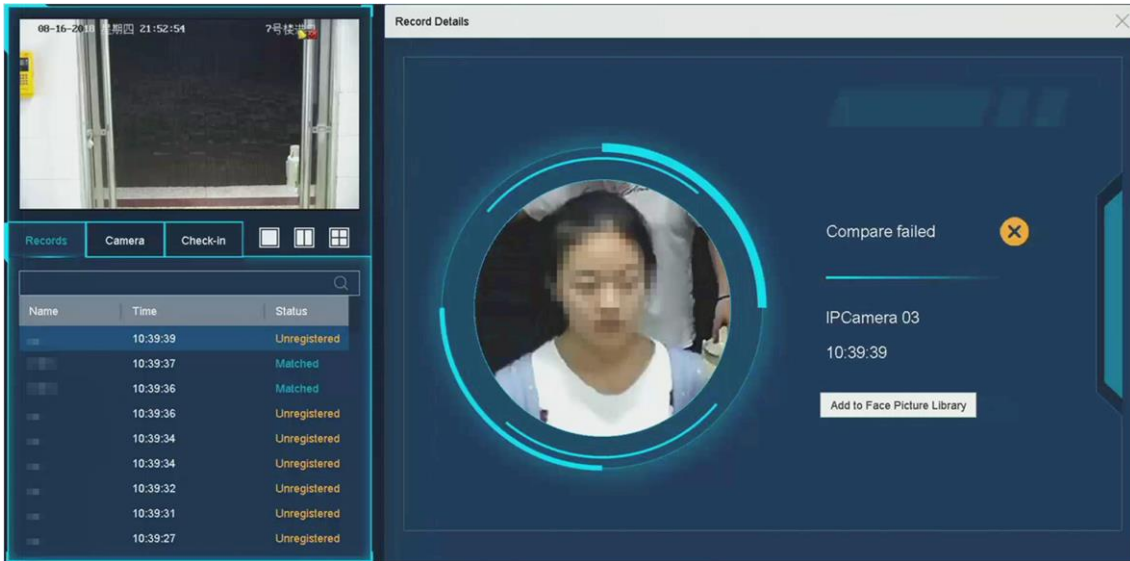 08-16-2018 星期四 21:52:54
7号楼
Records
Camera
Check-in
Name
Time
Status
10:39:39
Unregistered
10:39:37
Matched
10:39:36
Matched
10:39:36
Unregistered
10:39:34
Unregistered
10:39:34
Unregistered
10:39:32
Unregistered
10:39:31
Unregistered
10:39:27
Unregistered
Record Details
Compare failed
IPCamera 03
10:39:39
Add to Face Picture Library